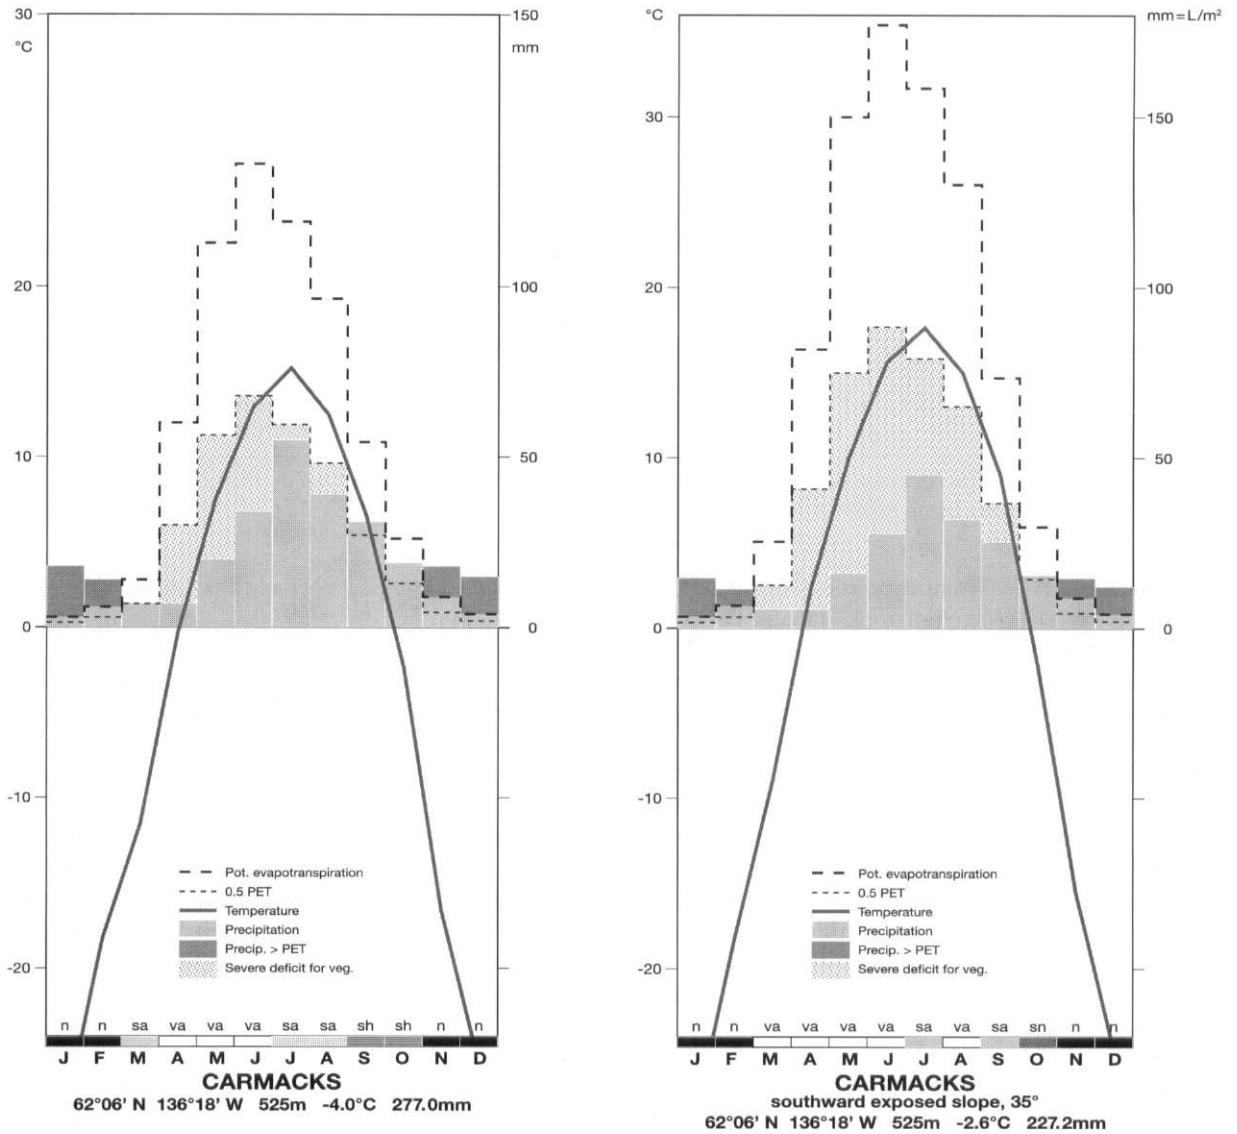 30
°C
150
mm
20
100
10
50
0
0
-10
-20
Pot. evapotranspiration
0.5 PET
Temperature
Precipitation
Precip. > PET
Severe deficit for veg.
n n sa va va va sa sa sh sh n n
J F M A M J J A S O N D
CARMACKS
62°06' N 136°18' W 525m -4.0°C 277.0mm
°C
mm=L/m²
30
150
20
100
10
50
0
0
-10
-20
Pot. evapotranspiration
0.5 PET
Temperature
Precipitation
Precip. > PET
Severe deficit for veg.
n n va va va va sa va sa sn n n
J F M A M J J A S O N D
CARMACKS
southward exposed slope, 35°
62°06' N 136°18' W 525m -2.6°C 227.2mm